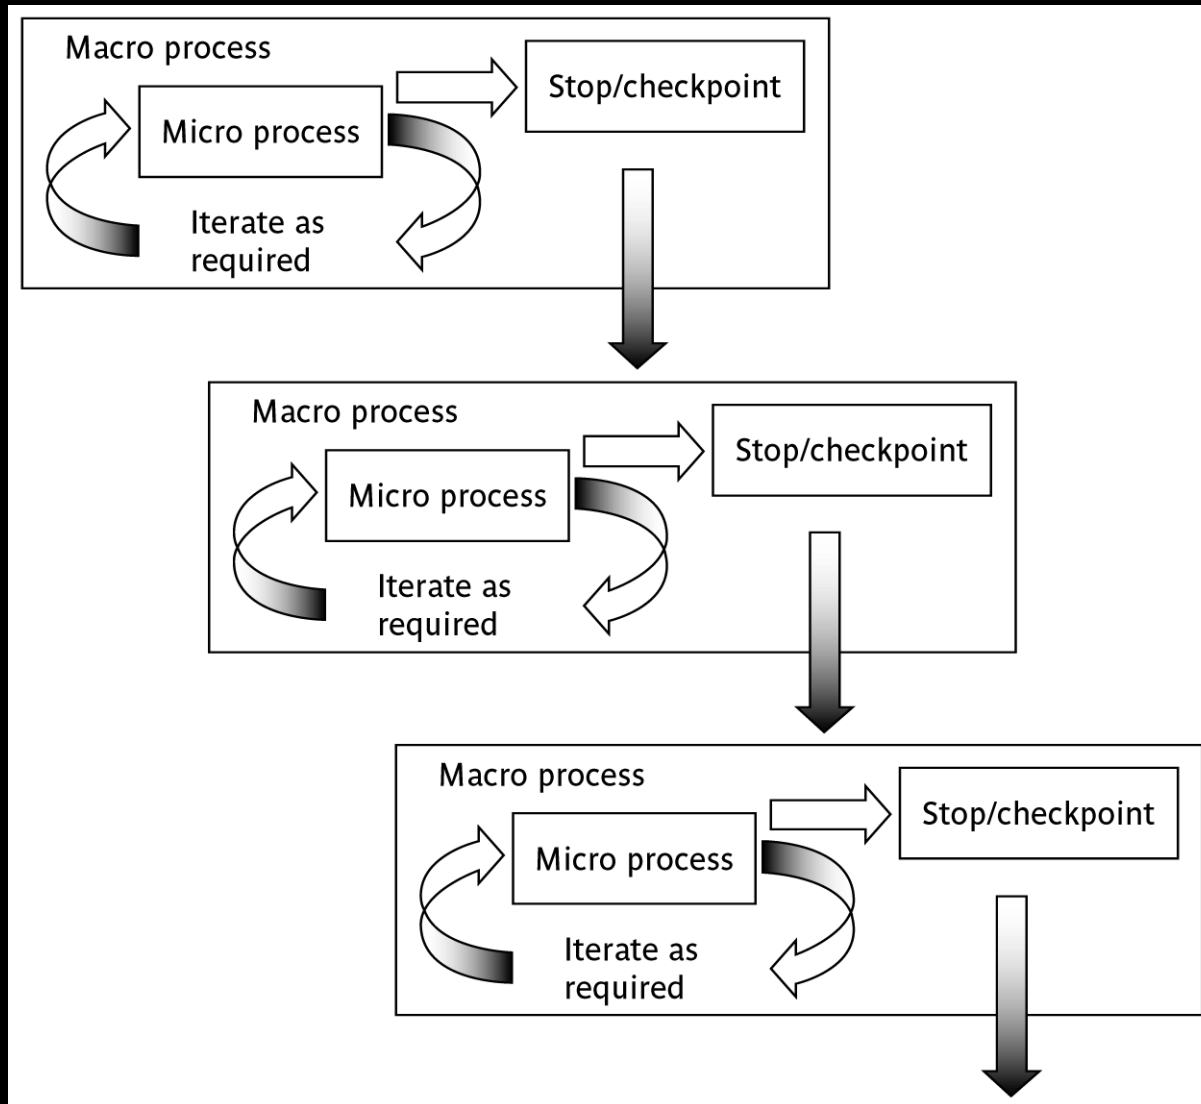 Macro process
Stop/checkpoint
Micro process
Iterate as
required
Macro process
Stop/checkpoint
Micro process
Iterate as
required
Macro process
Stop/checkpoint
Micro process
Iterate as
required